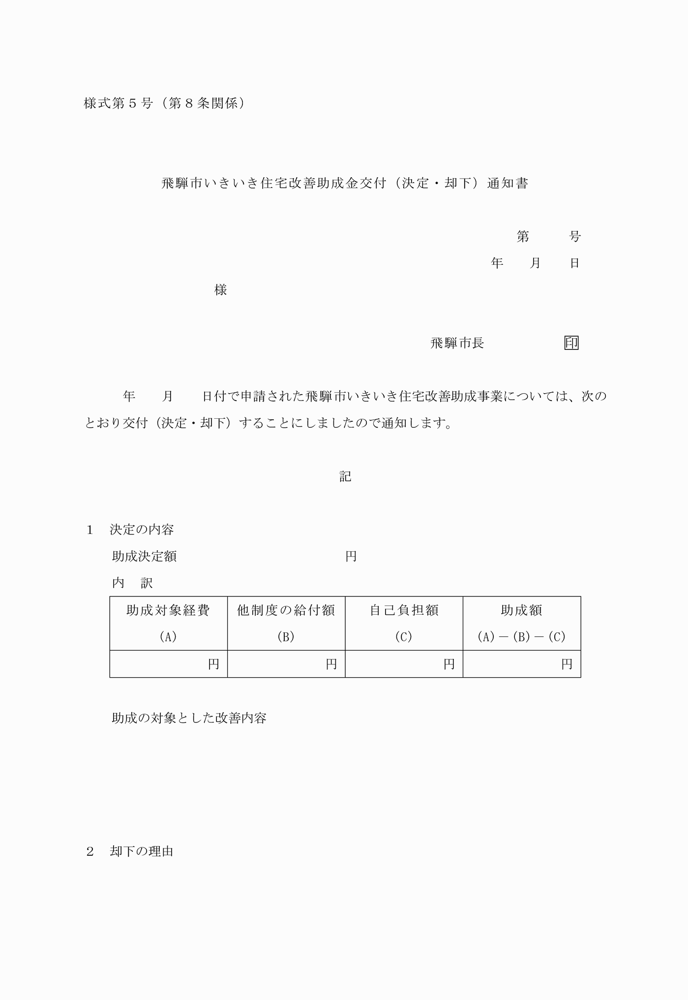 様式第５号（第８条関係）
飛騨市いきいき住宅改善助成金交付（決定・却下）通知書
第　　　号
年　　月　　日
様
飛騨市長　　　　　　印
年　　月　　日付で申請された飛騨市いきいき住宅改善助成事業については、次の
とおり交付（決定・却下）することにしましたので通知します。
記
１　決定の内容
助成決定額　　　　　　　　　　　　　円
内　訳
助成対象経費　他制度の給付額　自己負担額　助成額
（A）　（B）　（C）　（A）－（B）－（C）
円　円　円　円
助成の対象とした改善内容
２　却下の理由